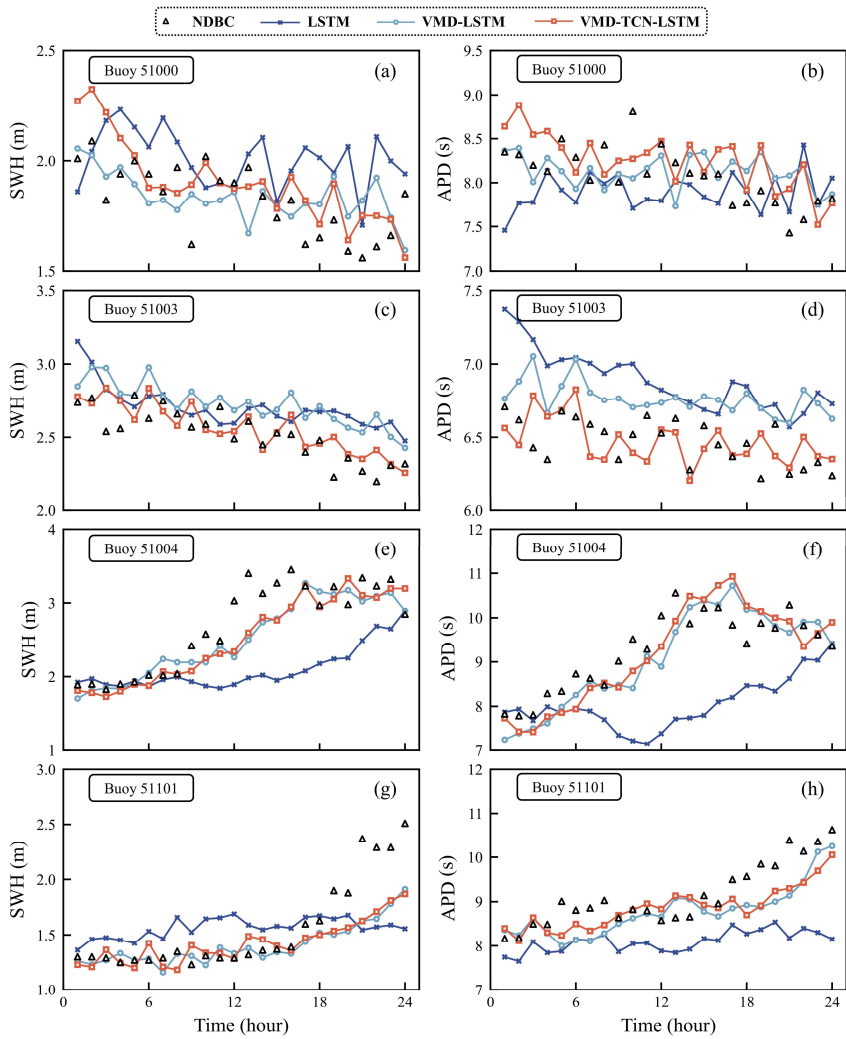 NDBC LSTM VMD-LSTM VMD-TCN-LSTM
2.5
2.0
1.5
SWH (m)
Buoy 51000
(a)
9.5
9.0
8.5
8.0
7.5
7.0
APD (s)
Buoy 51000
(b)
3.5
3.0
2.5
2.0
SWH (m)
Buoy 51003
(c)
7.5
7.0
6.5
6.0
APD (s)
Buoy 51003
(d)
4
3
2
1
SWH (m)
Buoy 51004
(e)
12
11
10
9
8
7
APD (s)
Buoy 51004
(f)
3.0
2.5
2.0
1.5
1.0
SWH (m)
Buoy 51101
(g)
0 6 12 18 24
Time (hour)
12
11
10
9
8
7
APD (s)
Buoy 51101
(h)
0 6 12 18 24
Time (hour)